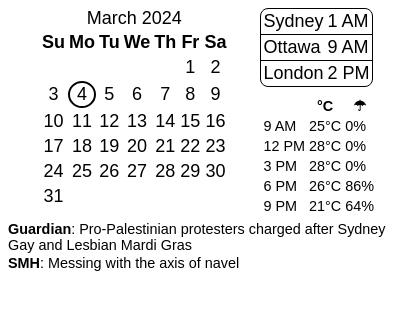 March 2024
Su Mo Tu We Th Fr Sa
1 2
3 4 5 6 7 8 9
10 11 12 13 14 15 16
17 18 19 20 21 22 23
24 25 26 27 28 29 30
31
Sydney 1 AM
Ottawa 9 AM
London 2 PM
°C ☂
9 AM 25°C 0%
12 PM 28°C 0%
3 PM 28°C 0%
6 PM 26°C 86%
9 PM 21°C 64%
Guardian: Pro-Palestinian protesters charged after Sydney
Gay and Lesbian Mardi Gras
SMH: Messing with the axis of navel